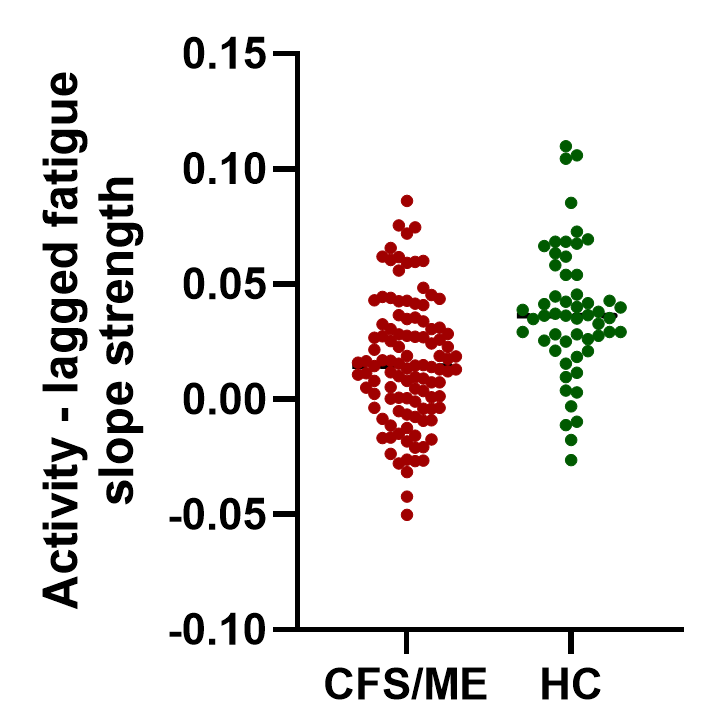 Activity - lagged fatigue
slope strength
0.15
0.10
0.05
0.00
-0.05
-0.10
CFS/ME HC